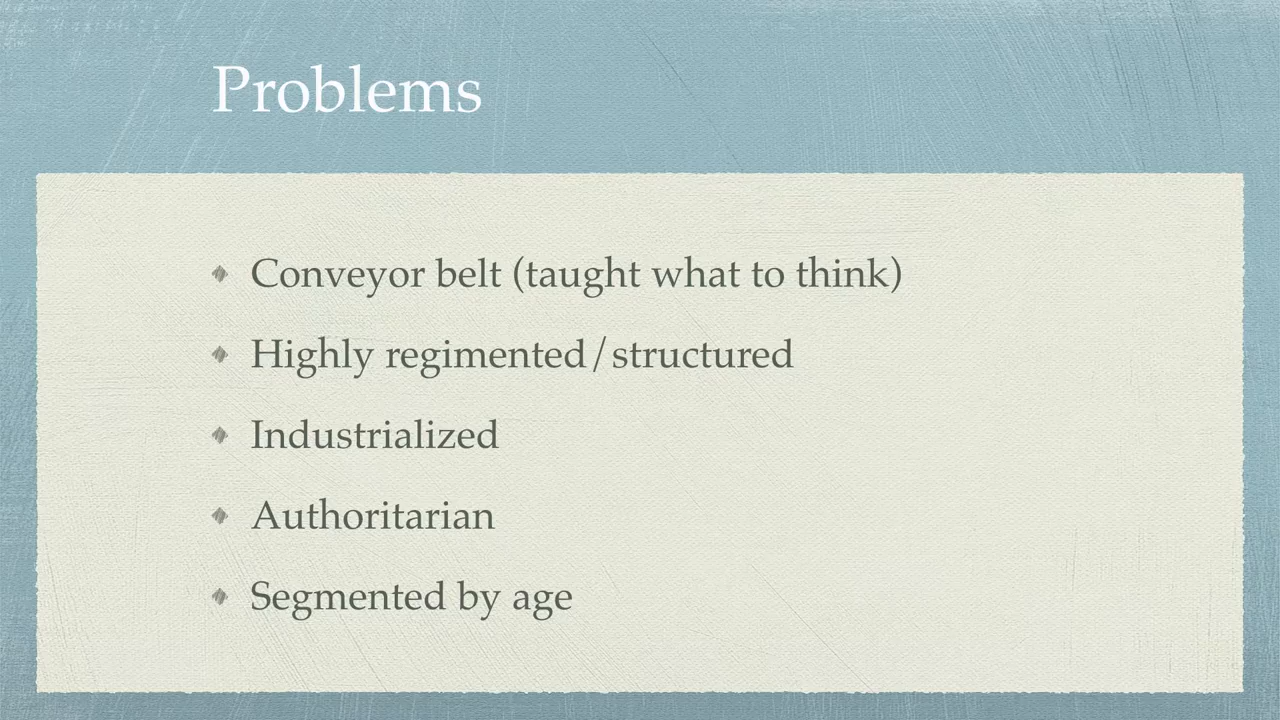 Problems
Conveyor belt (taught what to think)
Highly regimented/structured
Industrialized
Authoritarian
Segmented by age